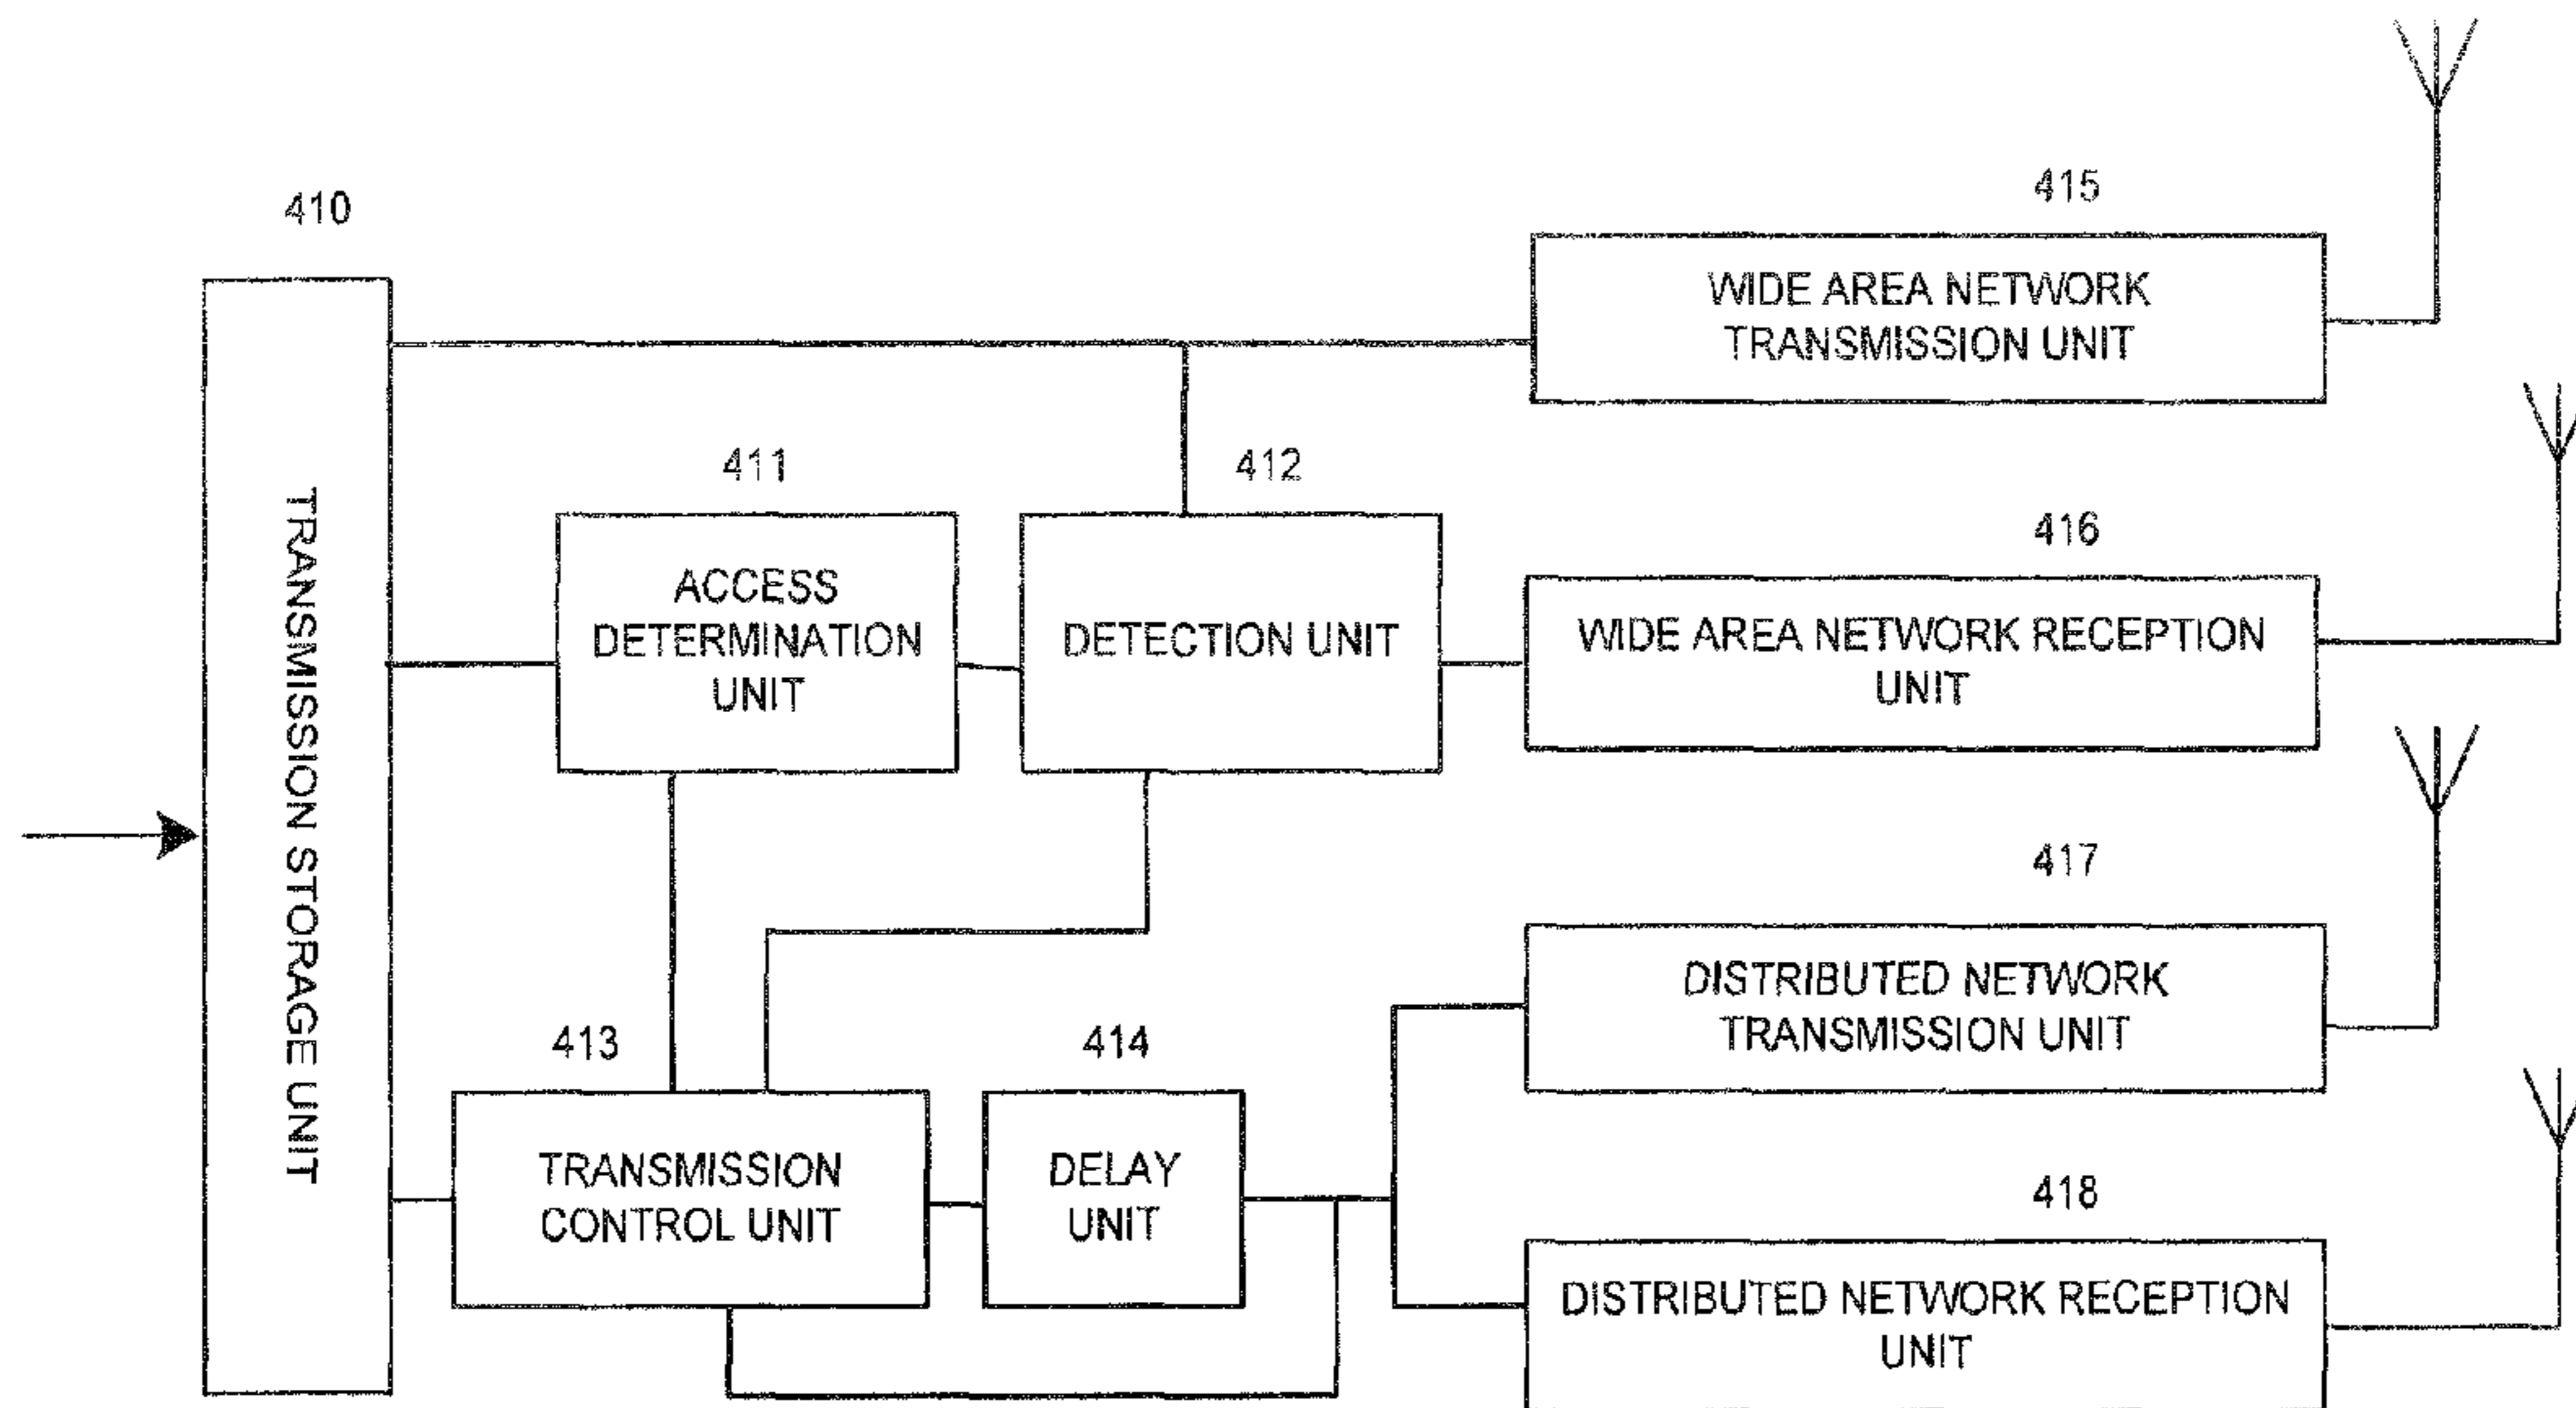 410
TRANSMISSION STORAGE UNIT
415
WIDE AREA NETWORK
TRANSMISSION UNIT
411
ACCESS
DETERMINATION
UNIT
412
DETECTION UNIT
416
WIDE AREA NETWORK RECEPTION
UNIT
417
DISTRIBUTED NETWORK
TRANSMISSION UNIT
413
TRANSMISSION
CONTROL UNIT
414
DELAY
UNIT
418
DISTRIBUTED NETWORK RECEPTION
UNIT